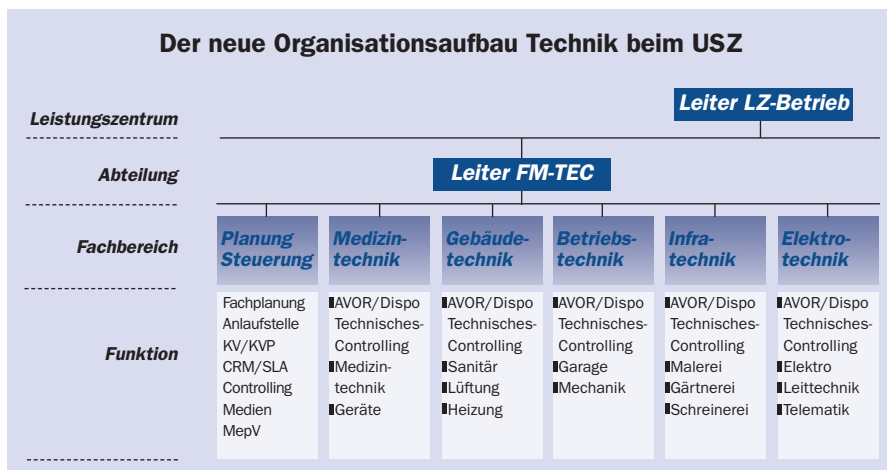 Der neue Organisationsaufbau Technik beim USZ
Leistungszentrum
Leiter LZ-Betrieb
Abteilung
Leiter FM-TEC
Fachbereich
Planung
Steuerung
Medizin-
technik
Gebäude-
technik
Betriebs-
technik
Infra-
technik
Elektro-
technik
Funktion
Fachplanung
Anlaufstelle
KV/KVP
CRM/SLA
Controlling
Medien
MepV
AVOR/Dispo
Technisches-
Controlling
Medizin-
technik
Geräte
AVOR/Dispo
Technisches-
Controlling
Sanitär
Lüftung
Heizung
AVOR/Dispo
Technisches-
Controlling
Garage
Mechanik
AVOR/Dispo
Technisches-
Controlling
Malerei
Gärtnerei
Schreinerei
AVOR/Dispo
Technisches-
Controlling
Elektro
Leittechnik
Telematik